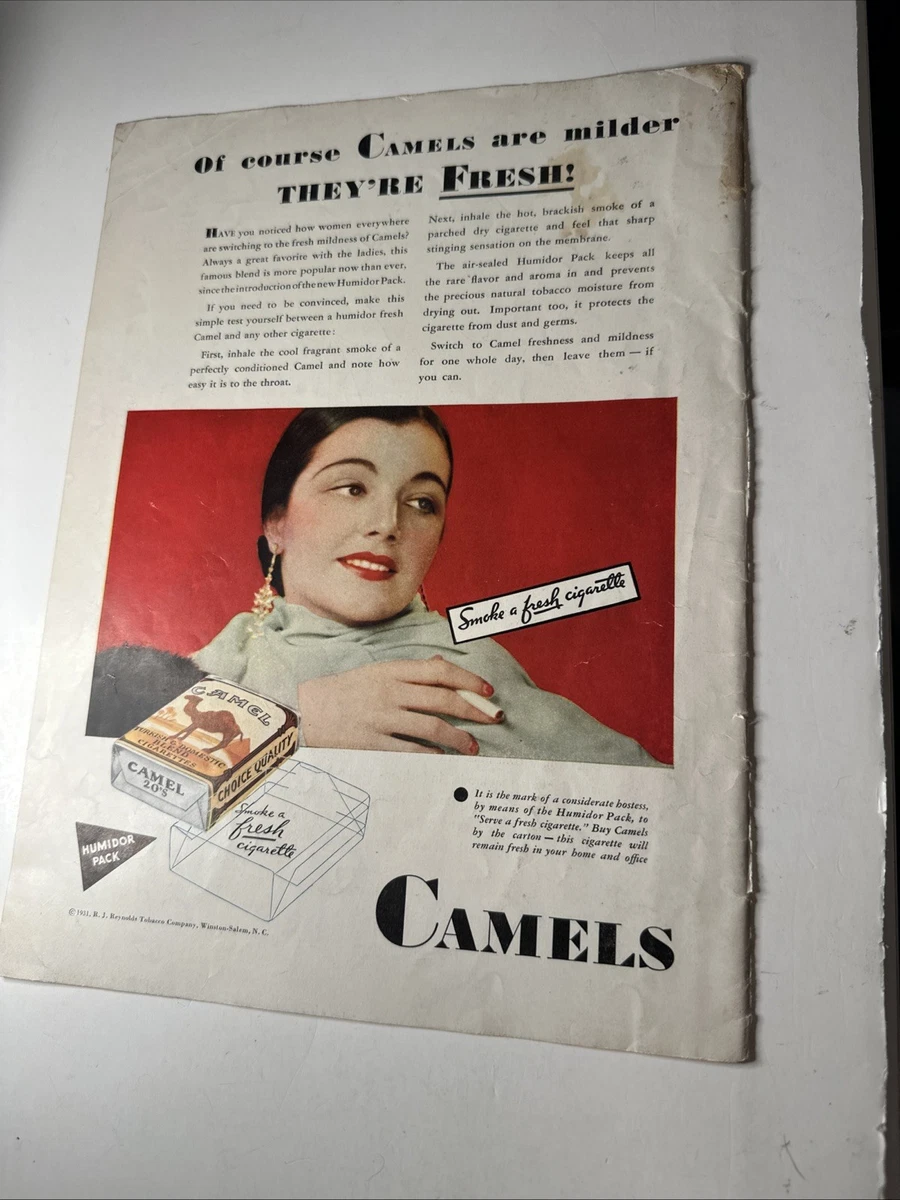 Of course CAMELS are milder
THEY'RE FRESH!
HAVE you noticed how women everywhere
are switching to the fresh mildness of Camels?
Always a great favorite with the ladies, this
famous blend is more popular now than ever,
since the introduction of the new Humidor Pack.
If you need to be convinced, make this
simple test yourself between a humidor fresh
Camel and any other cigarette:
First, inhale the cool fragrant smoke of a
perfectly conditioned Camel and note how
easy it is to the throat.
Next, inhale the hot, brackish smoke of a
parched dry cigarette and feel that sharp
stinging sensation on the membrane.
The air-sealed Humidor Pack keeps all
the rare flavor and aroma in and prevents
the precious natural tobacco moisture from
drying out. Important too, it protects the
cigarette from dust and germs.
Switch to Camel freshness and mildness
for one whole day, then leave them — if
you can.
Smoke a fresh cigarette
CAMEL
TURKISH & DOMESTIC
BLEND
CIGARETTES
CHOICE QUALITY
CAMEL
20'S
Smoke a
fresh
cigarette
HUMIDOR
PACK
● It is the mark of a considerate hostess,
by means of the Humidor Pack, to
"Serve a fresh cigarette." Buy Camels
by the carton — this cigarette will
remain fresh in your home and office
CAMELS
© 1931, R. J. Reynolds Tobacco Company, Winston-Salem, N. C.